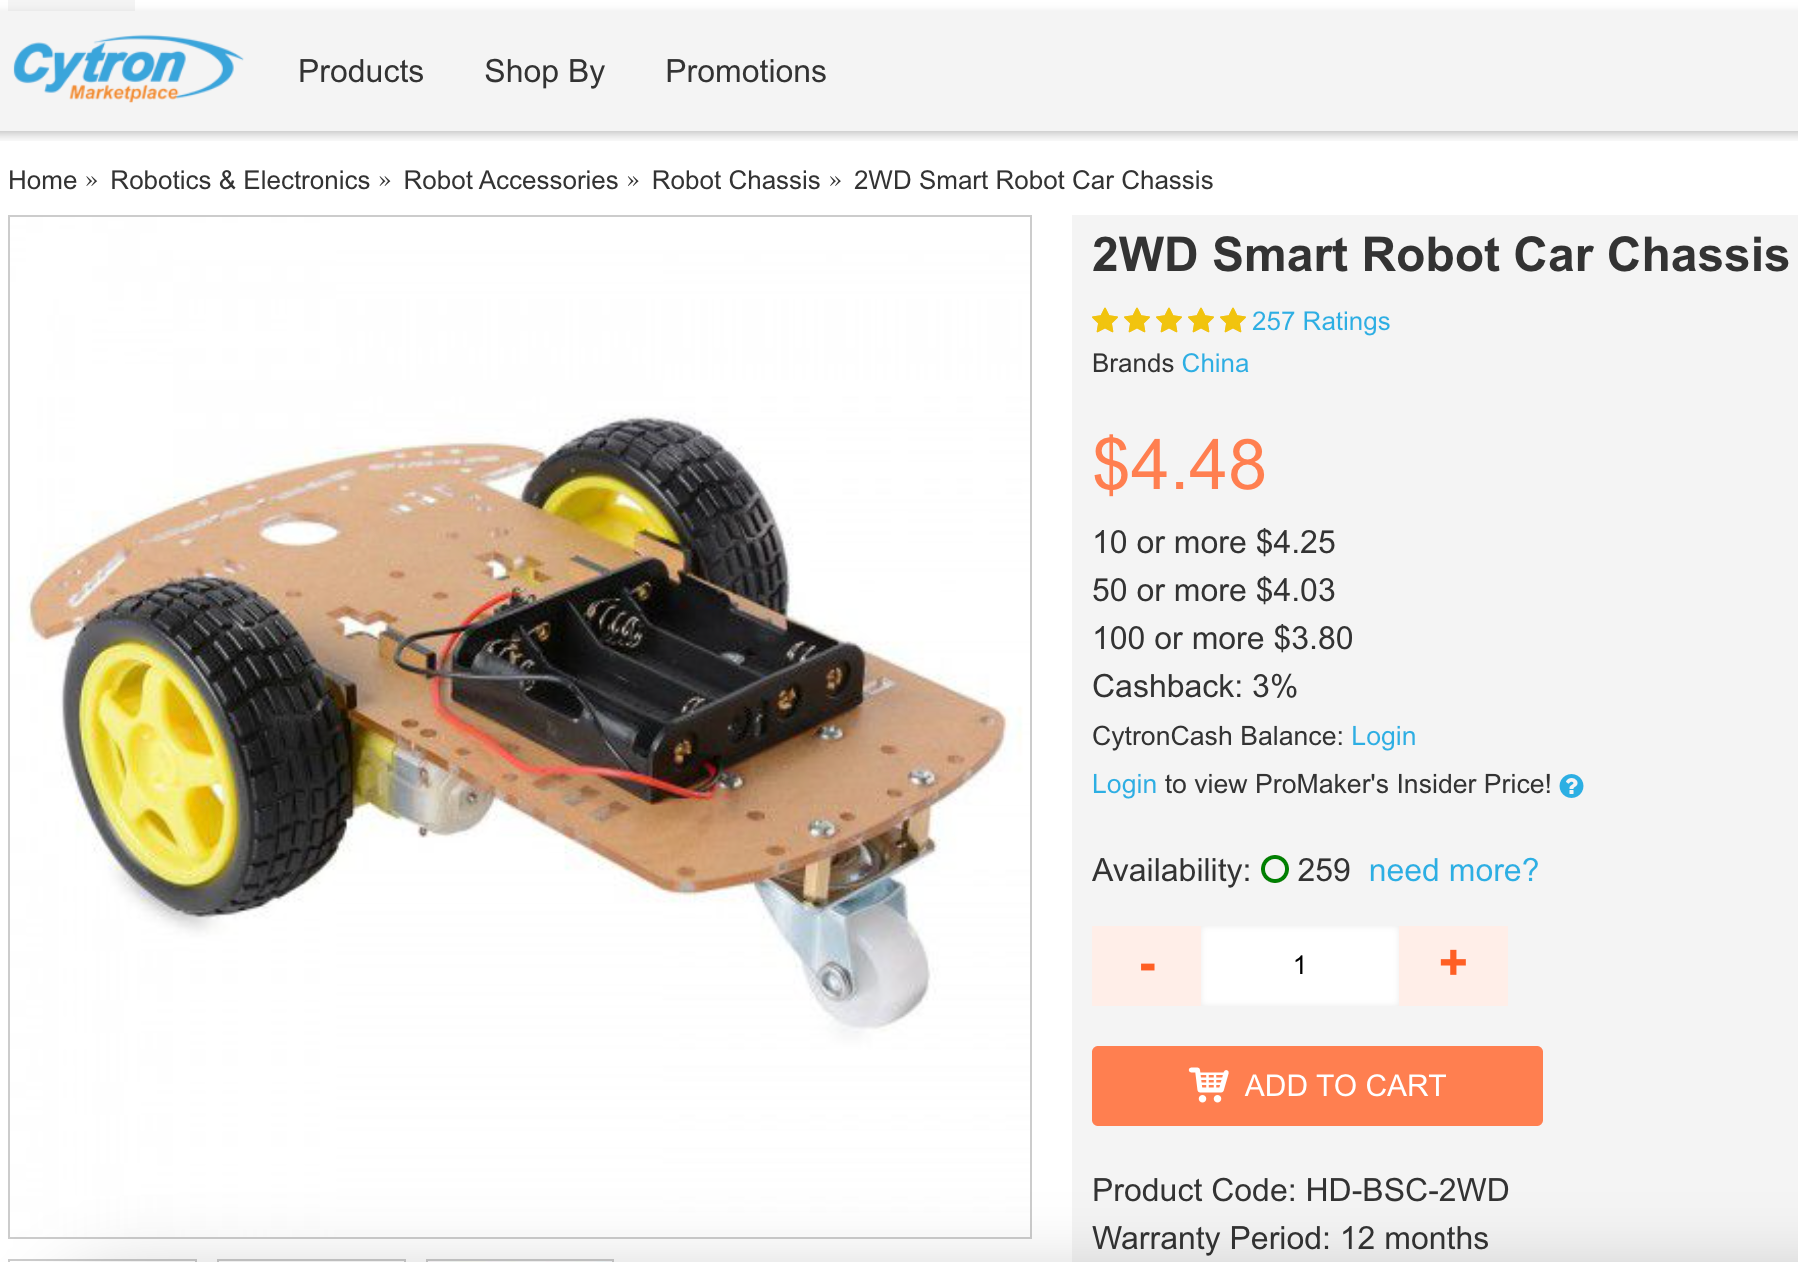 Cytron
Marketplace
Products Shop By Promotions
Home » Robotics & Electronics » Robot Accessories » Robot Chassis » 2WD Smart Robot Car Chassis
2WD Smart Robot Car Chassis
257 Ratings
Brands China
$4.48
10 or more $4.25
50 or more $4.03
100 or more $3.80
Cashback: 3%
CytronCash Balance: Login
Login to view ProMaker's Insider Price! ?
Availability: 259 need more?
- 1 +
ADD TO CART
Product Code: HD-BSC-2WD
Warranty Period: 12 months